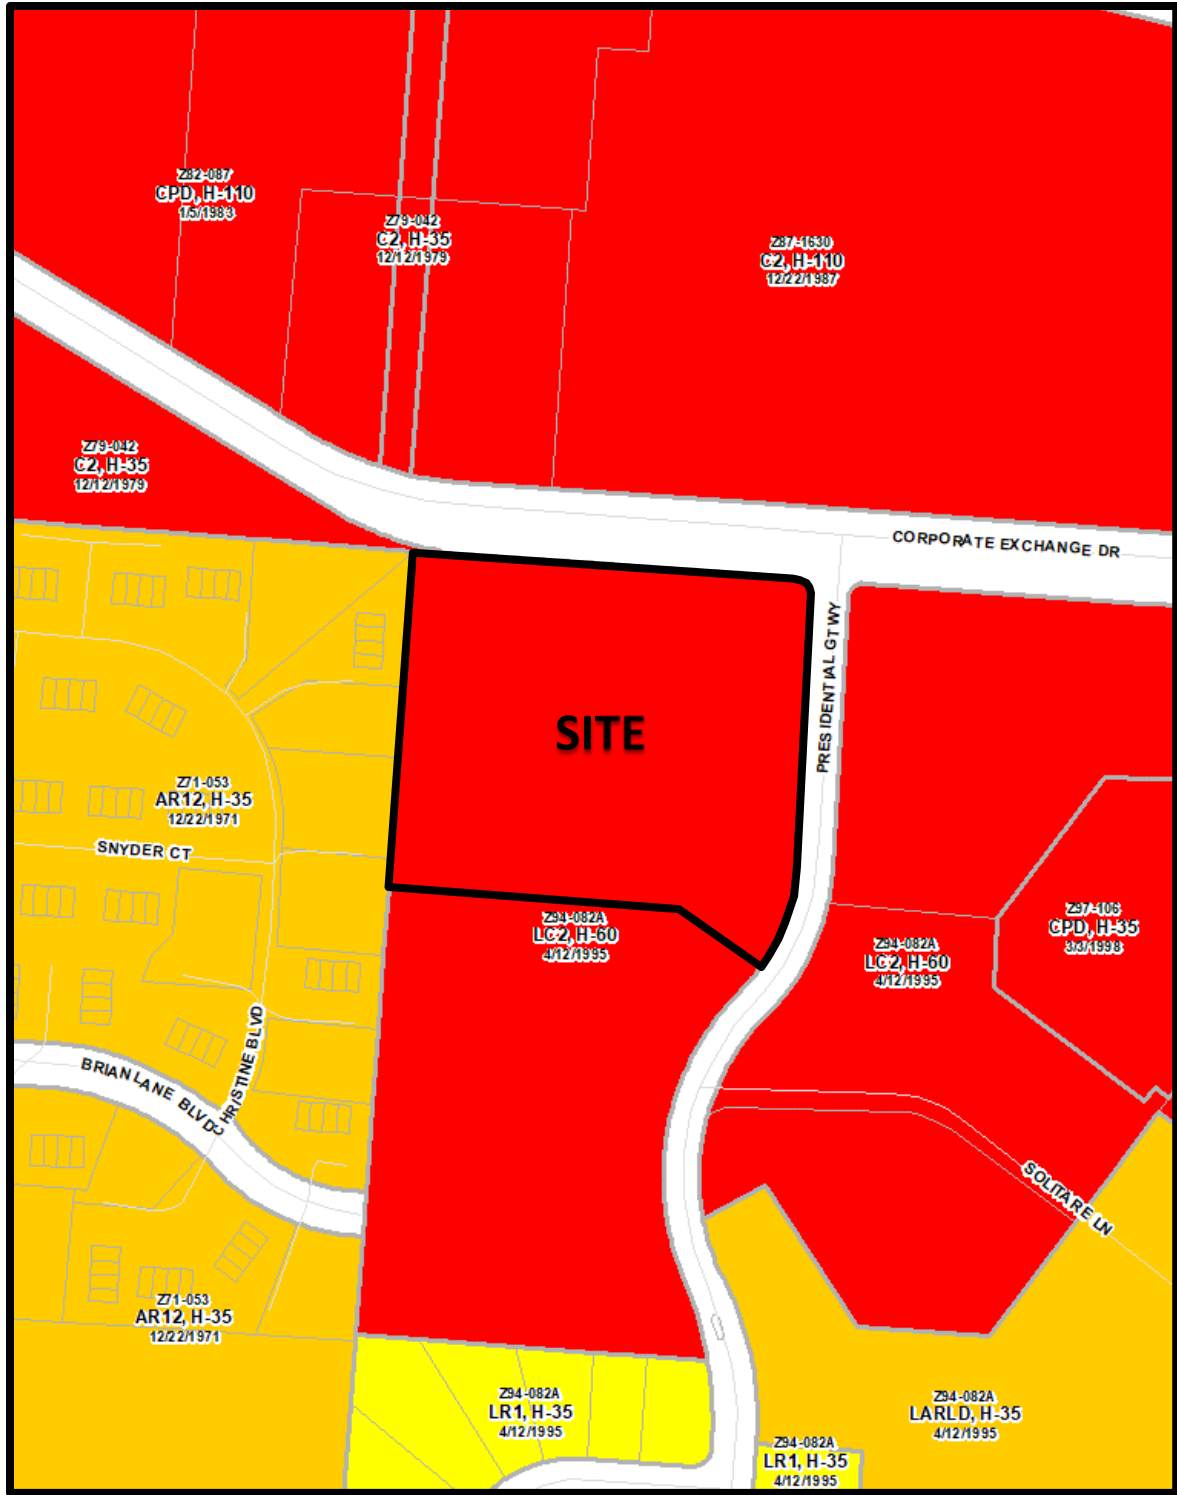 Z82-087
CPD, H-110
1/5/1983
Z79-042
C2, H-35
12/12/1979
Z87-1630
C2, H-110
12/22/1987
Z79-042
C2, H-35
12/12/1979
CORPORATE EXCHANGE DR
PRESIDENTIAL GTWY
SITE
Z71-053
AR12, H-35
12/22/1971
SNYDER CT
Z94-082A
LC2, H-60
4/12/1995
Z94-082A
LC2, H-60
4/12/1995
Z97-106
CPD, H-35
3/3/1998
CHRISTINE BLVD
BRIAN LANE BLVD
SOLITARE LN
Z71-053
AR12, H-35
12/22/1971
Z94-082A
LR1, H-35
4/12/1995
Z94-082A
LARLD, H-35
4/12/1995
Z94-082A
LR1, H-35
4/12/1995